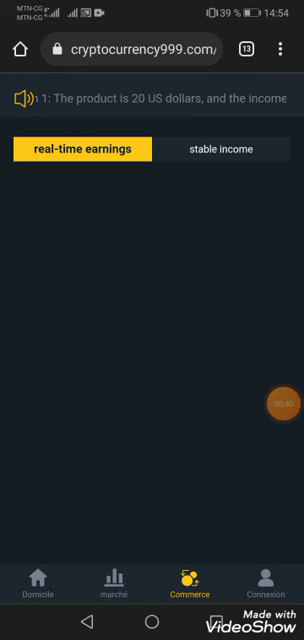 MTN-CG
MTN-CG
39 % 14:54
cryptocurrency999.com/
13
1: The product is 20 US dollars, and the income
real-time earnings
stable income
00:40
Domicile
marché
Commerce
Connexion
Made with
VideoShow